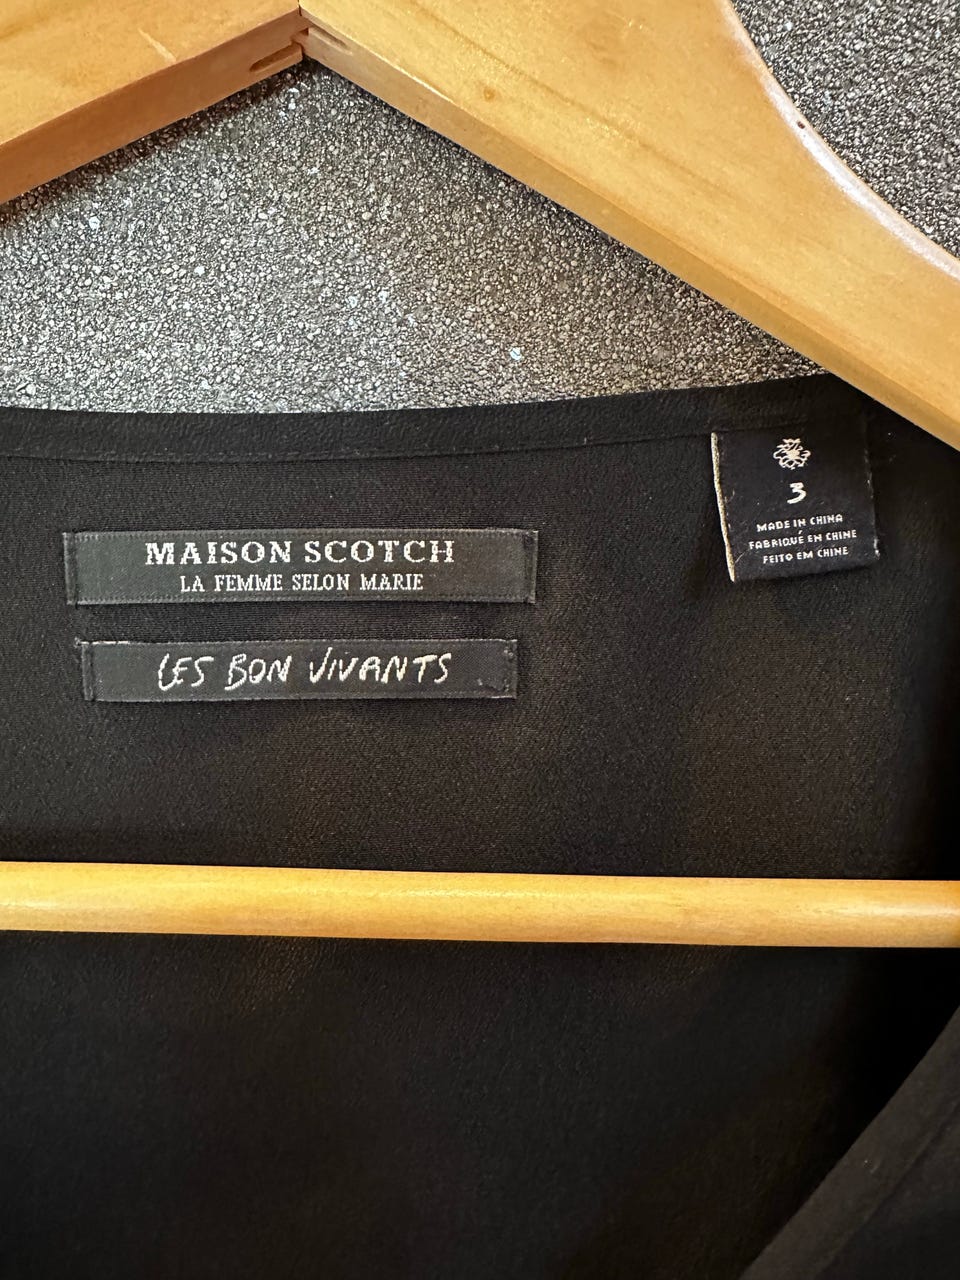 MAISON SCOTCH
LA FEMME SELON MARIE
LES BON VIVANTS
3
MADE IN CHINA
FABRIQUÉ EN CHINE
FEITO EM CHINE